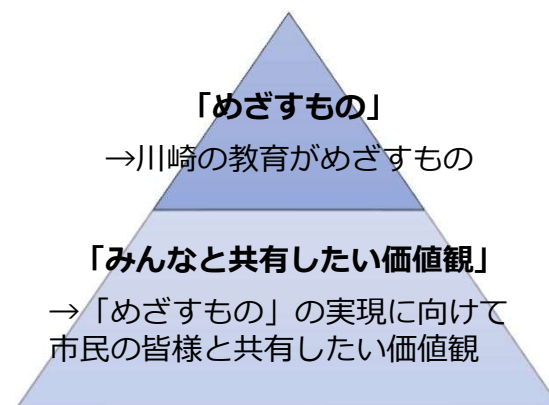 「めざすもの」
→川崎の教育がめざすもの
「みんなと共有したい価値観」
→「めざすもの」の実現に向けて
市民の皆様と共有したい価値観